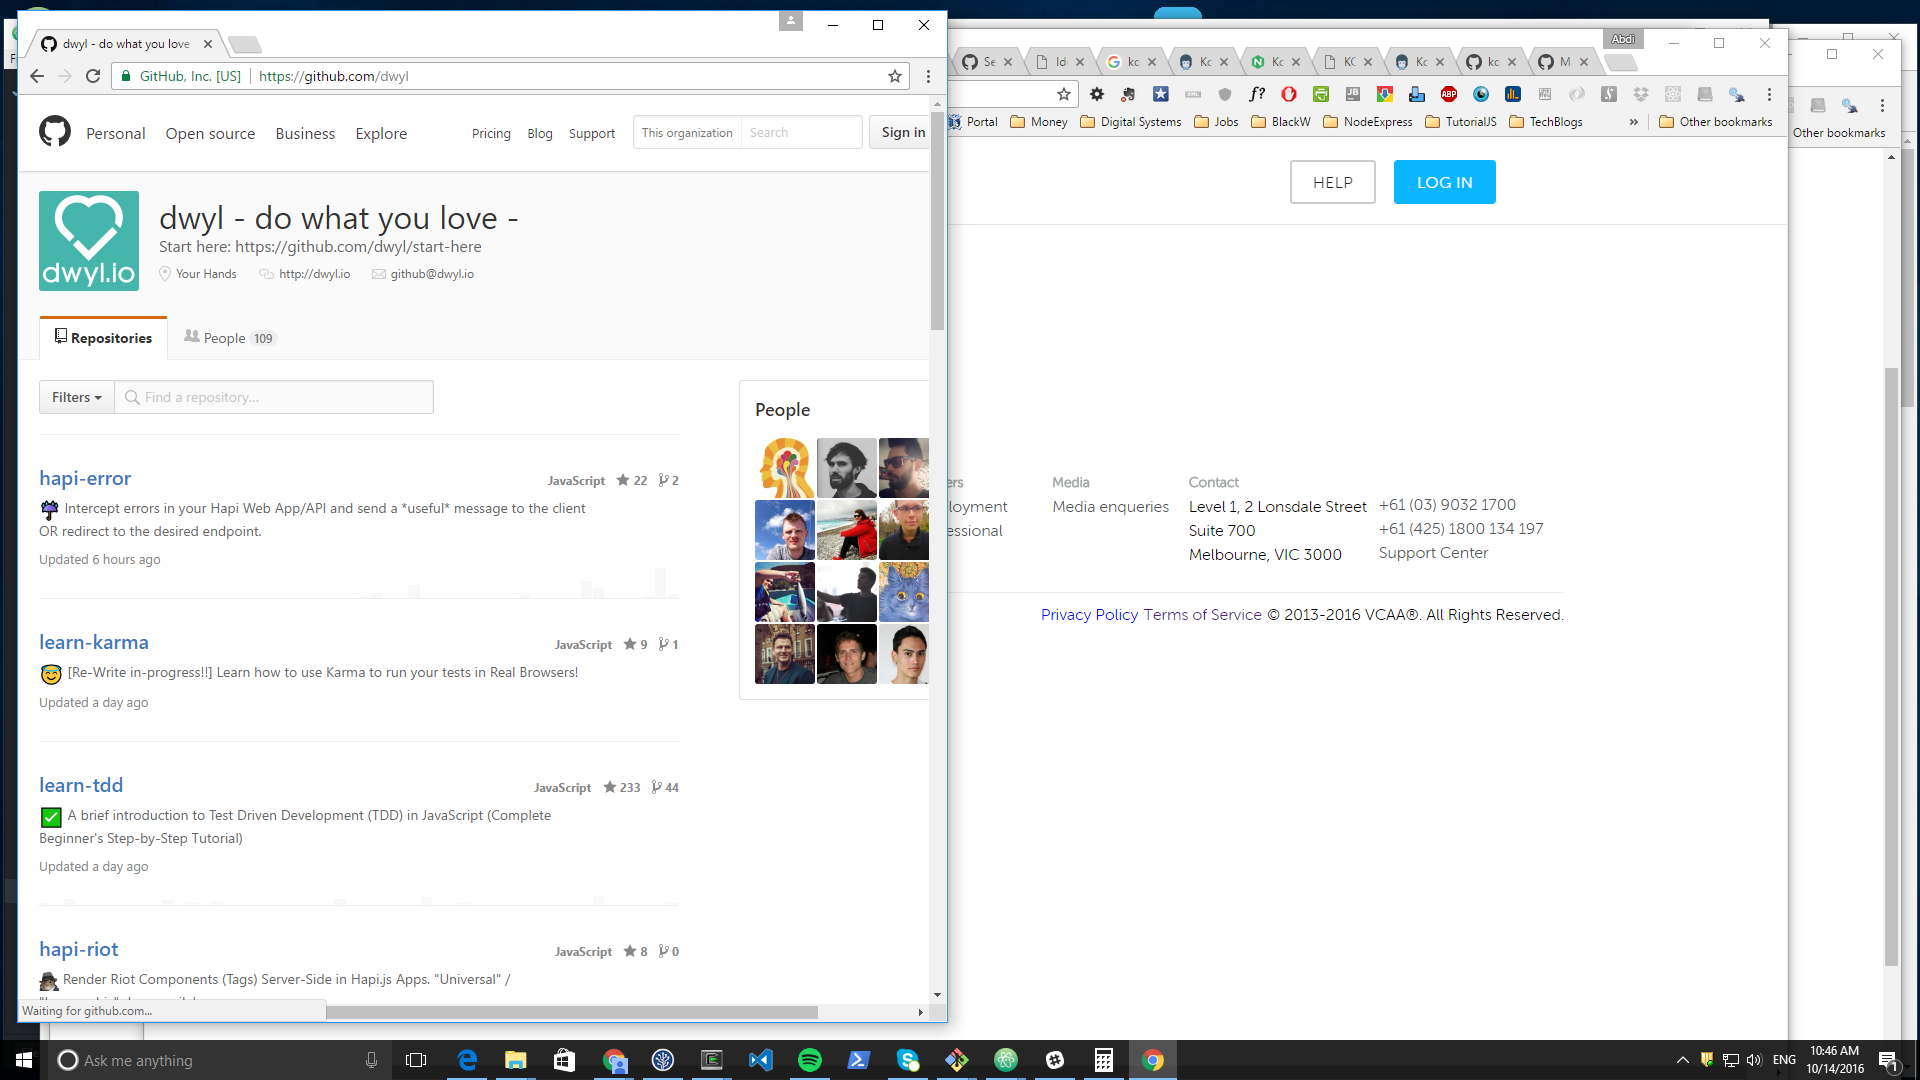 dwyl - do what you love
GitHub, Inc. [US] https://github.com/dwyl
Personal Open source Business Explore Pricing Blog Support This organization Search Sign in
dwyl.io
dwyl - do what you love -
Start here: https://github.com/dwyl/start-here
Your Hands http://dwyl.io github@dwyl.io
Repositories People 109
Filters Find a repository...
hapi-error JavaScript 22 2
Intercept errors in your Hapi Web App/API and send a *useful* message to the client
OR redirect to the desired endpoint.
Updated 6 hours ago
learn-karma JavaScript 9 1
[Re-Write in-progress!!] Learn how to use Karma to run your tests in Real Browsers!
Updated a day ago
learn-tdd JavaScript 233 44
A brief introduction to Test Driven Development (TDD) in JavaScript (Complete
Beginner's Step-by-Step Tutorial)
Updated a day ago
hapi-riot JavaScript 8 0
Render Riot Components (Tags) Server-Side in Hapi.js Apps. "Universal" /
Waiting for github.com...
People
Abdi
Se Id kc Kc Kc KC Kc kc M
f? ABP JB
Portal Money Digital Systems Jobs BlackW NodeExpress TutorialJS TechBlogs » Other bookmarks
Other bookmarks
HELP LOG IN
ers Media Contact
loyment Media enqueries Level 1, 2 Lonsdale Street +61 (03) 9032 1700
essional Suite 700 +61 (425) 1800 134 197
Melbourne, VIC 3000 Support Center
Privacy Policy Terms of Service © 2013-2016 VCAA®. All Rights Reserved.
Ask me anything
ENG 10:46 AM
10/14/2016 1